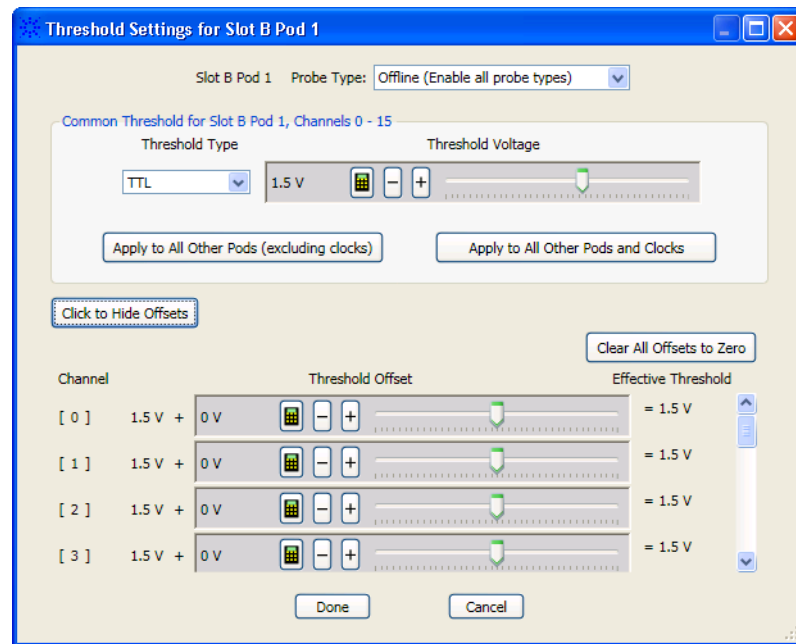 Threshold Settings for Slot B Pod 1
Slot B Pod 1 Probe Type: Offline (Enable all probe types)
Common Threshold for Slot B Pod 1, Channels 0 - 15
Threshold Type Threshold Voltage
TTL 1.5 V − +
Apply to All Other Pods (excluding clocks) Apply to All Other Pods and Clocks
Click to Hide Offsets
Clear All Offsets to Zero
Channel Threshold Offset Effective Threshold
[ 0 ] 1.5 V + 0 V − + = 1.5 V
[ 1 ] 1.5 V + 0 V − + = 1.5 V
[ 2 ] 1.5 V + 0 V − + = 1.5 V
[ 3 ] 1.5 V + 0 V − + = 1.5 V
Done Cancel